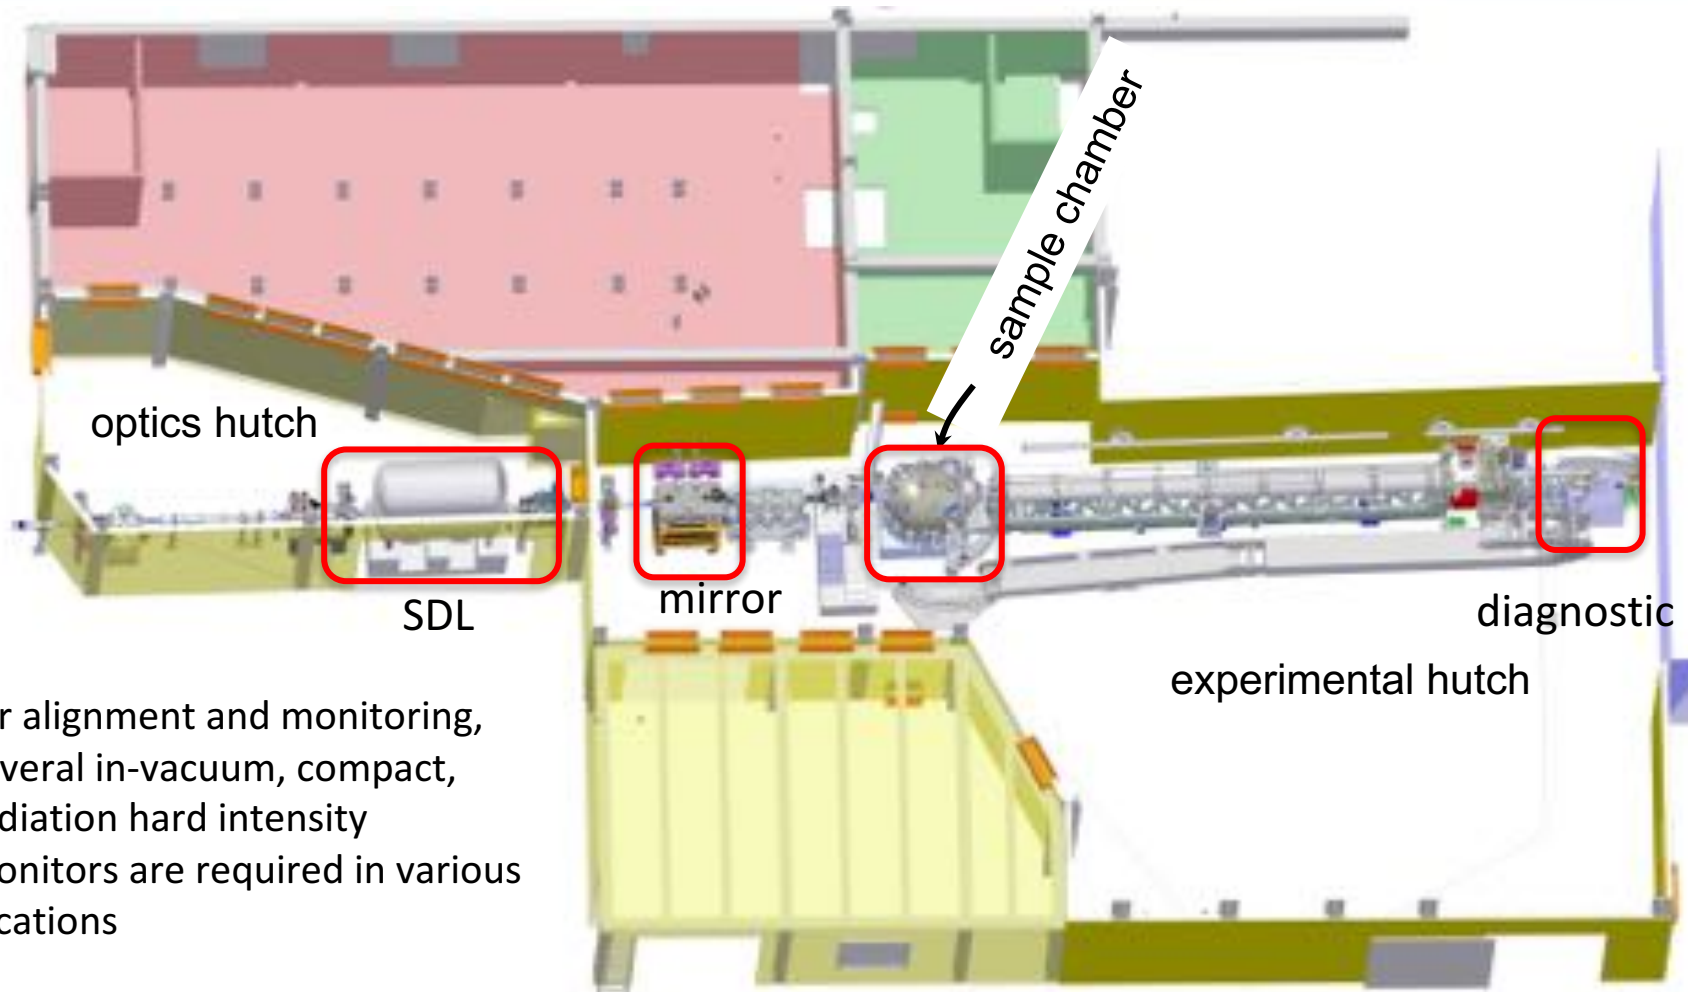 sample chamber
optics hutch
SDL
mirror
diagnostic
experimental hutch
r alignment and monitoring,
veral in-vacuum, compact,
diation hard intensity
onitors are required in various
cations